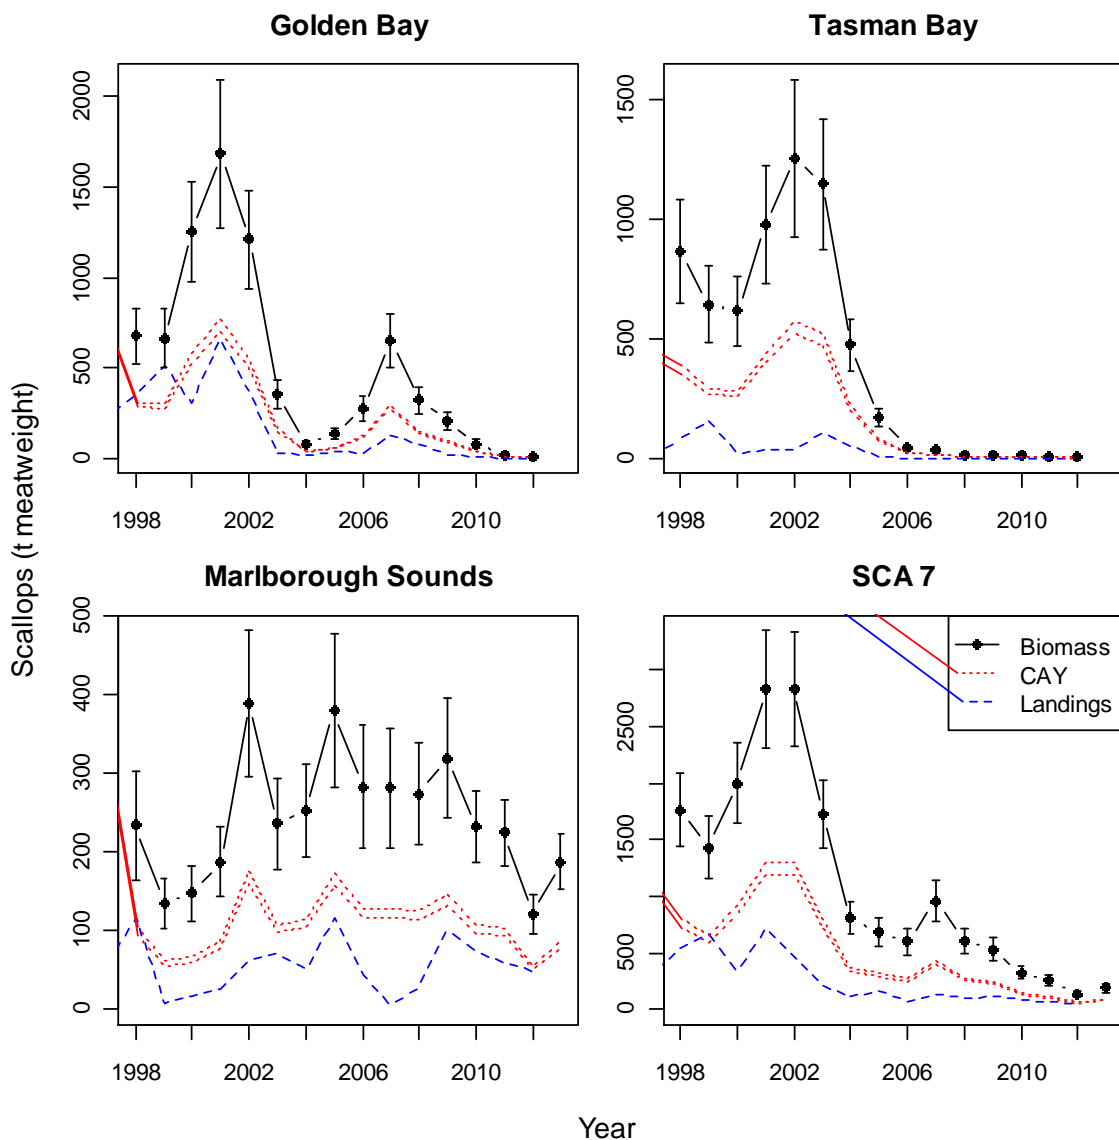 Golden Bay
Tasman Bay
2000
1500
1000
500
0
1500
1000
500
0
1998 2002 2006 2010
1998 2002 2006 2010
Scallops (t meatweight)
Marlborough Sounds
SCA 7
500
400
300
200
100
0
2500
1500
500
0
Biomass
CAY
Landings
1998 2002 2006 2010
1998 2002 2006 2010
Year